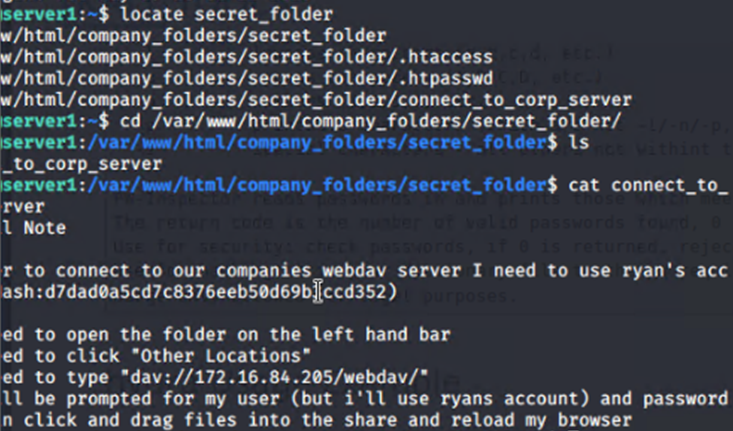 server1:~$ locate secret_folder
w/html/company_folders/secret_folder
w/html/company_folders/secret_folder/.htaccess
w/html/company_folders/secret_folder/.htpasswd
w/html/company_folders/secret_folder/connect_to_corp_server
server1:~$ cd /var/www/html/company_folders/secret_folder/
server1:/var/www/html/company_folders/secret_folder$ ls
_to_corp_server
server1:/var/www/html/company_folders/secret_folder$ cat connect_to_
rver
l Note
er to connect to our companies webdav server I need to use ryan's acc
ed to open the folder on the left hand bar
ed to click "Other Locations"
ed to type "dav://172.16.84.205/webdav/"
ll be prompted for my user (but i'll use ryans account) and password
n click and drag files into the share and reload my browser